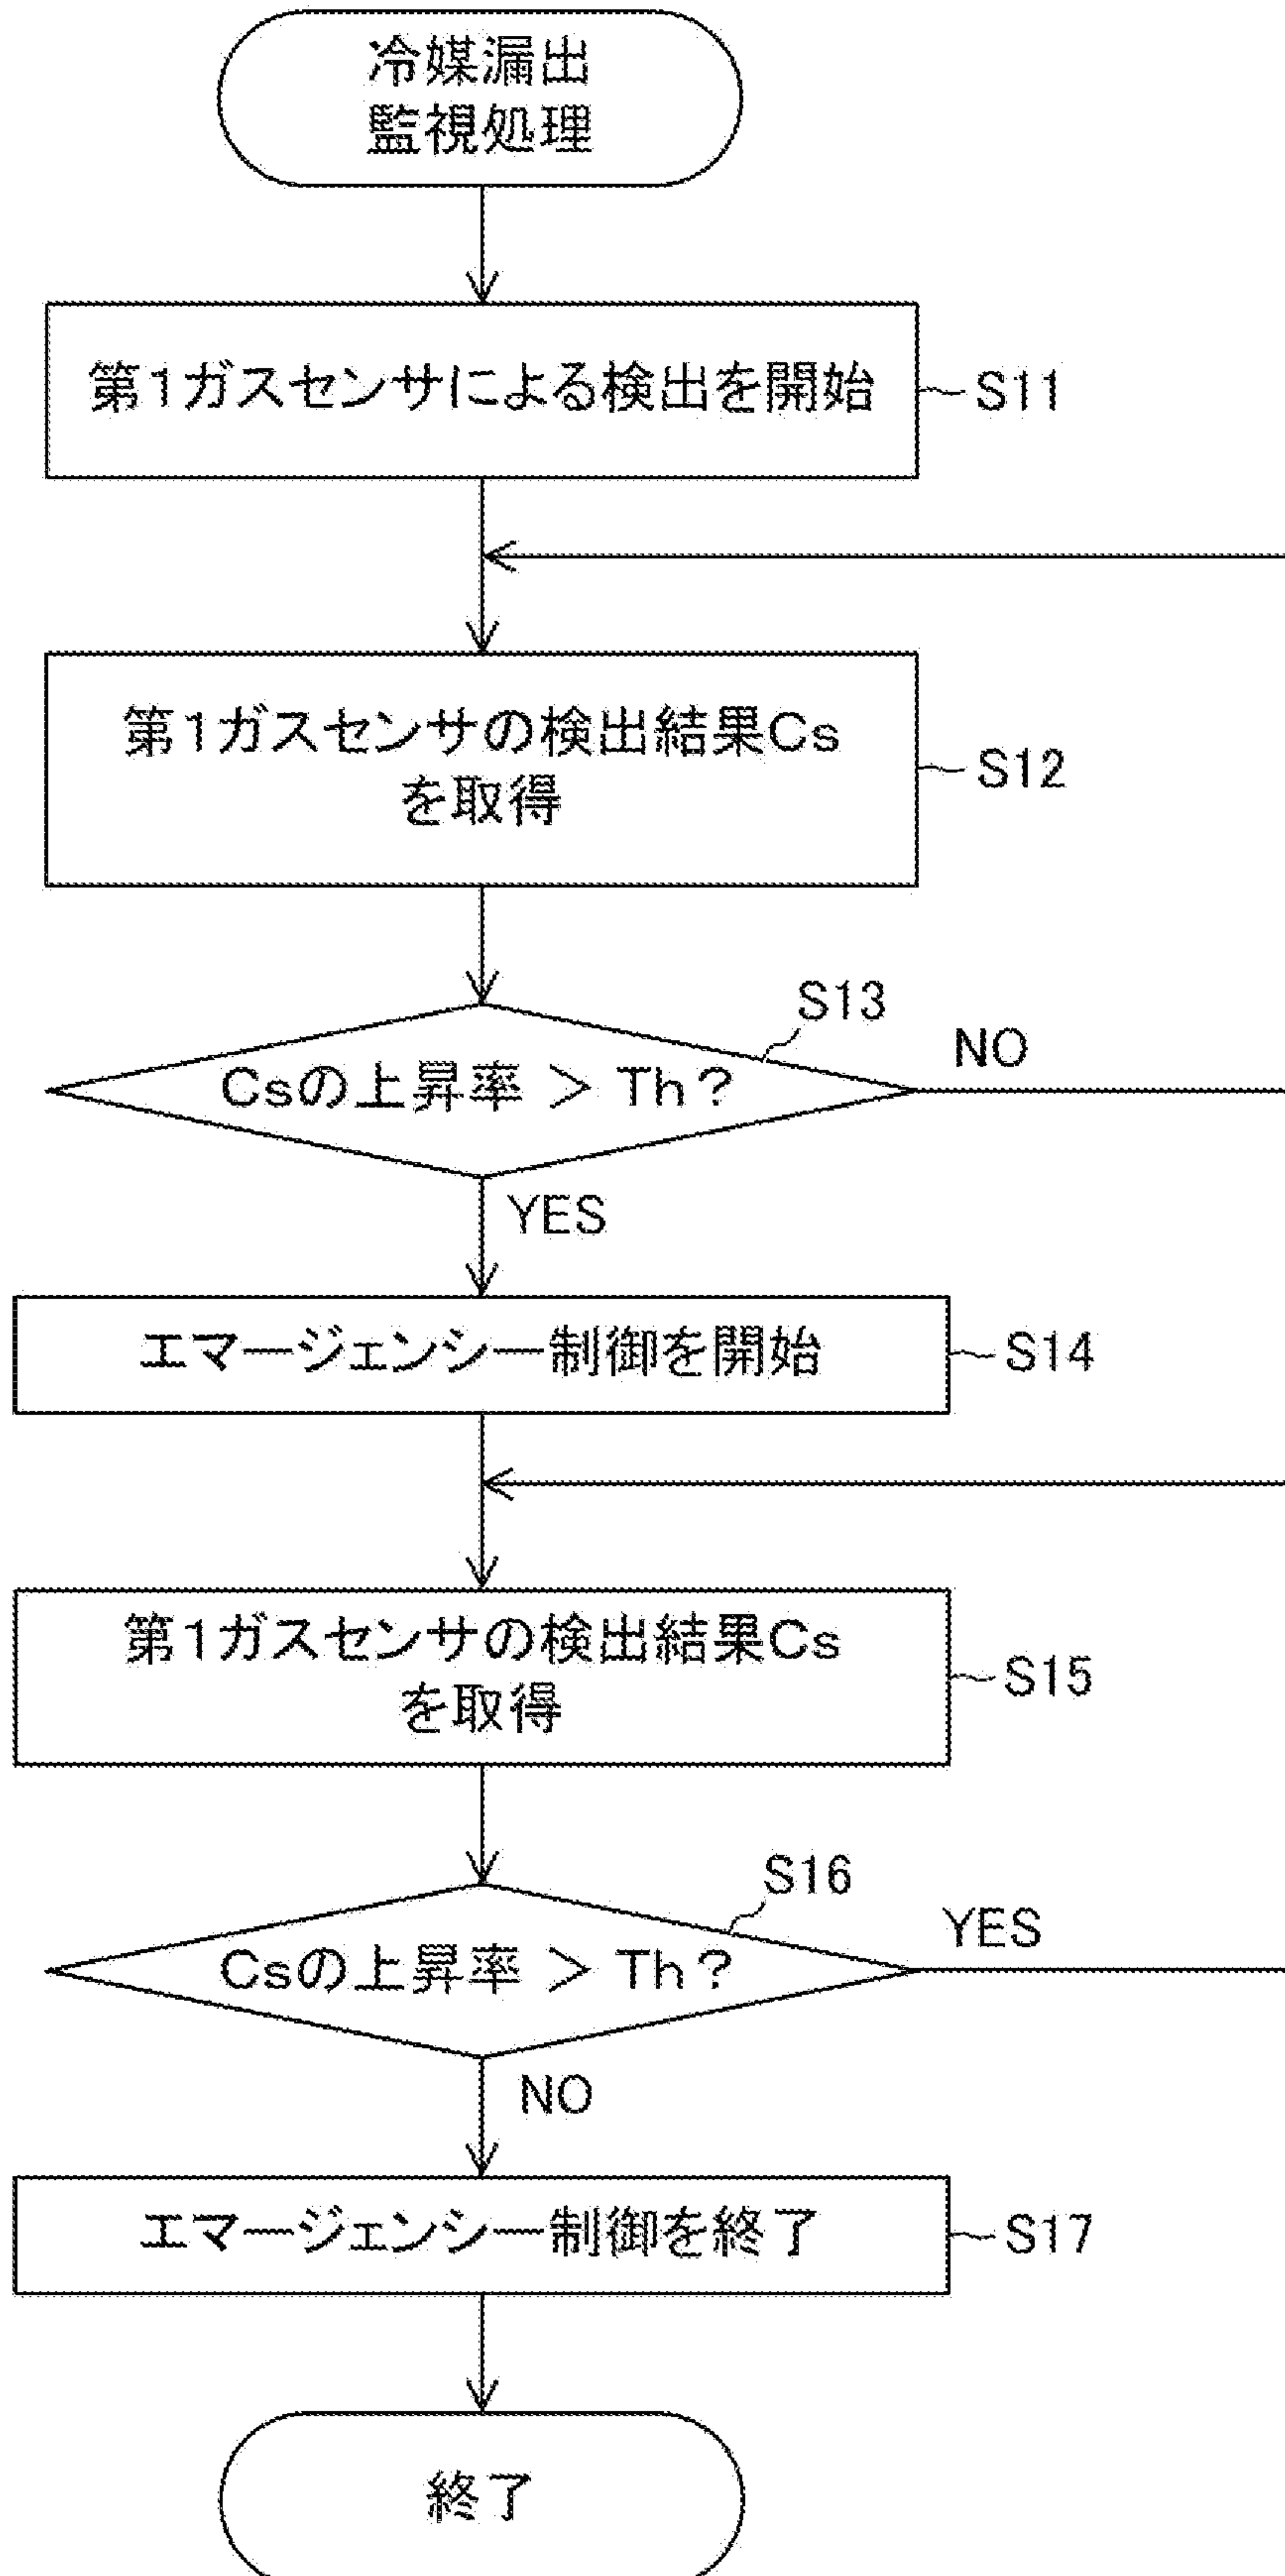 冷媒漏出
監視処理
第1ガスセンサによる検出を開始
S11
第1ガスセンサの検出結果Cs
を取得
S12
S13
Csの上昇率 > Th?
NO
YES
エマージェンシー制御を開始
S14
第1ガスセンサの検出結果Cs
を取得
S15
S16
Csの上昇率 > Th?
YES
NO
エマージェンシー制御を終了
S17
終了